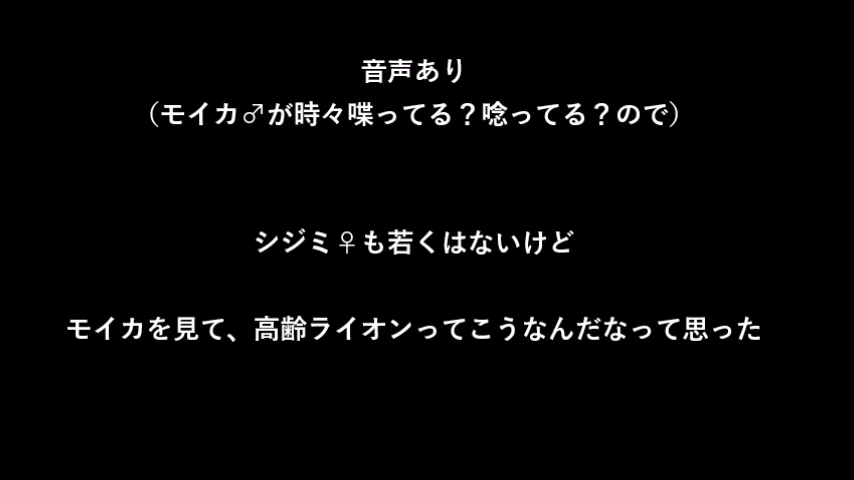 音声あり
（モイカ♂が時々喋ってる？唸ってる？ので）
シジミ♀も若くはないけど
モイカを見て、高齢ライオンってこうなんだなって思った